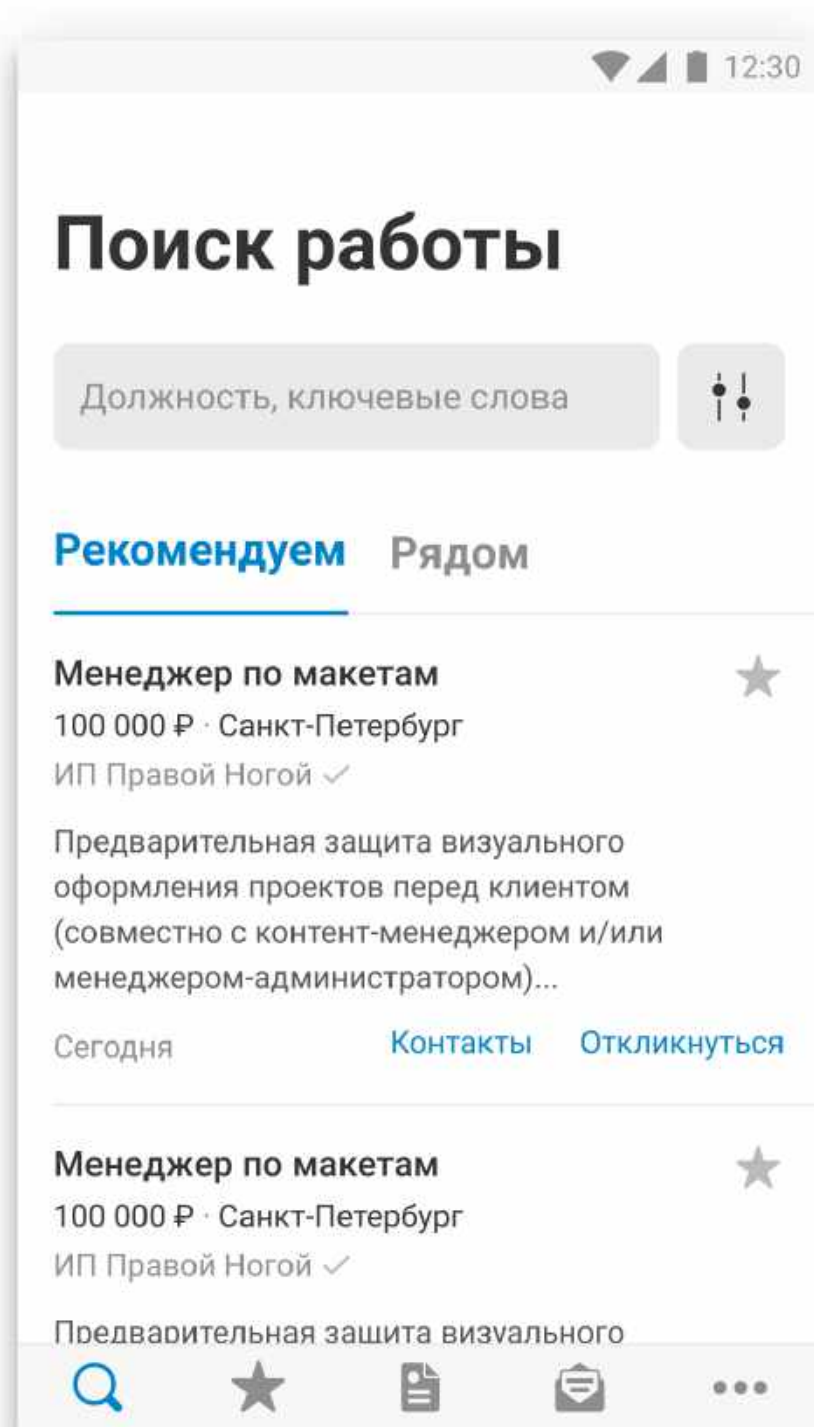 12:30
Поиск работы
Должность, ключевые слова
Рекомендуем Рядом
Менеджер по макетам
100 000 ₽ · Санкт-Петербург
ИП Правой Ногой
Предварительная защита визуального
оформления проектов перед клиентом
(совместно с контент-менеджером и/или
менеджером-администратором)...
Сегодня Контакты Откликнуться
Менеджер по макетам
100 000 ₽ · Санкт-Петербург
ИП Правой Ногой
Предварительная защита визуального